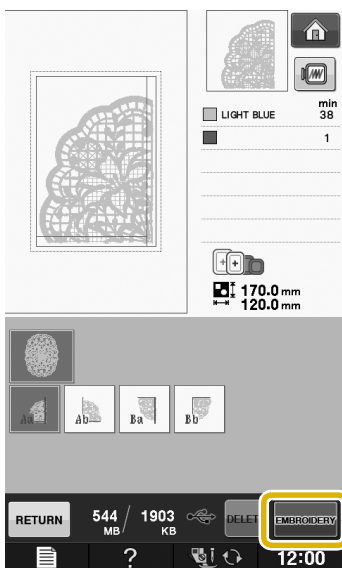 min
LIGHT BLUE 38
1
170.0 mm
120.0 mm
Aa Ab Ba Bb
RETURN 544 MB / 1903 KB DELET EMBROIDERY
? 12:00